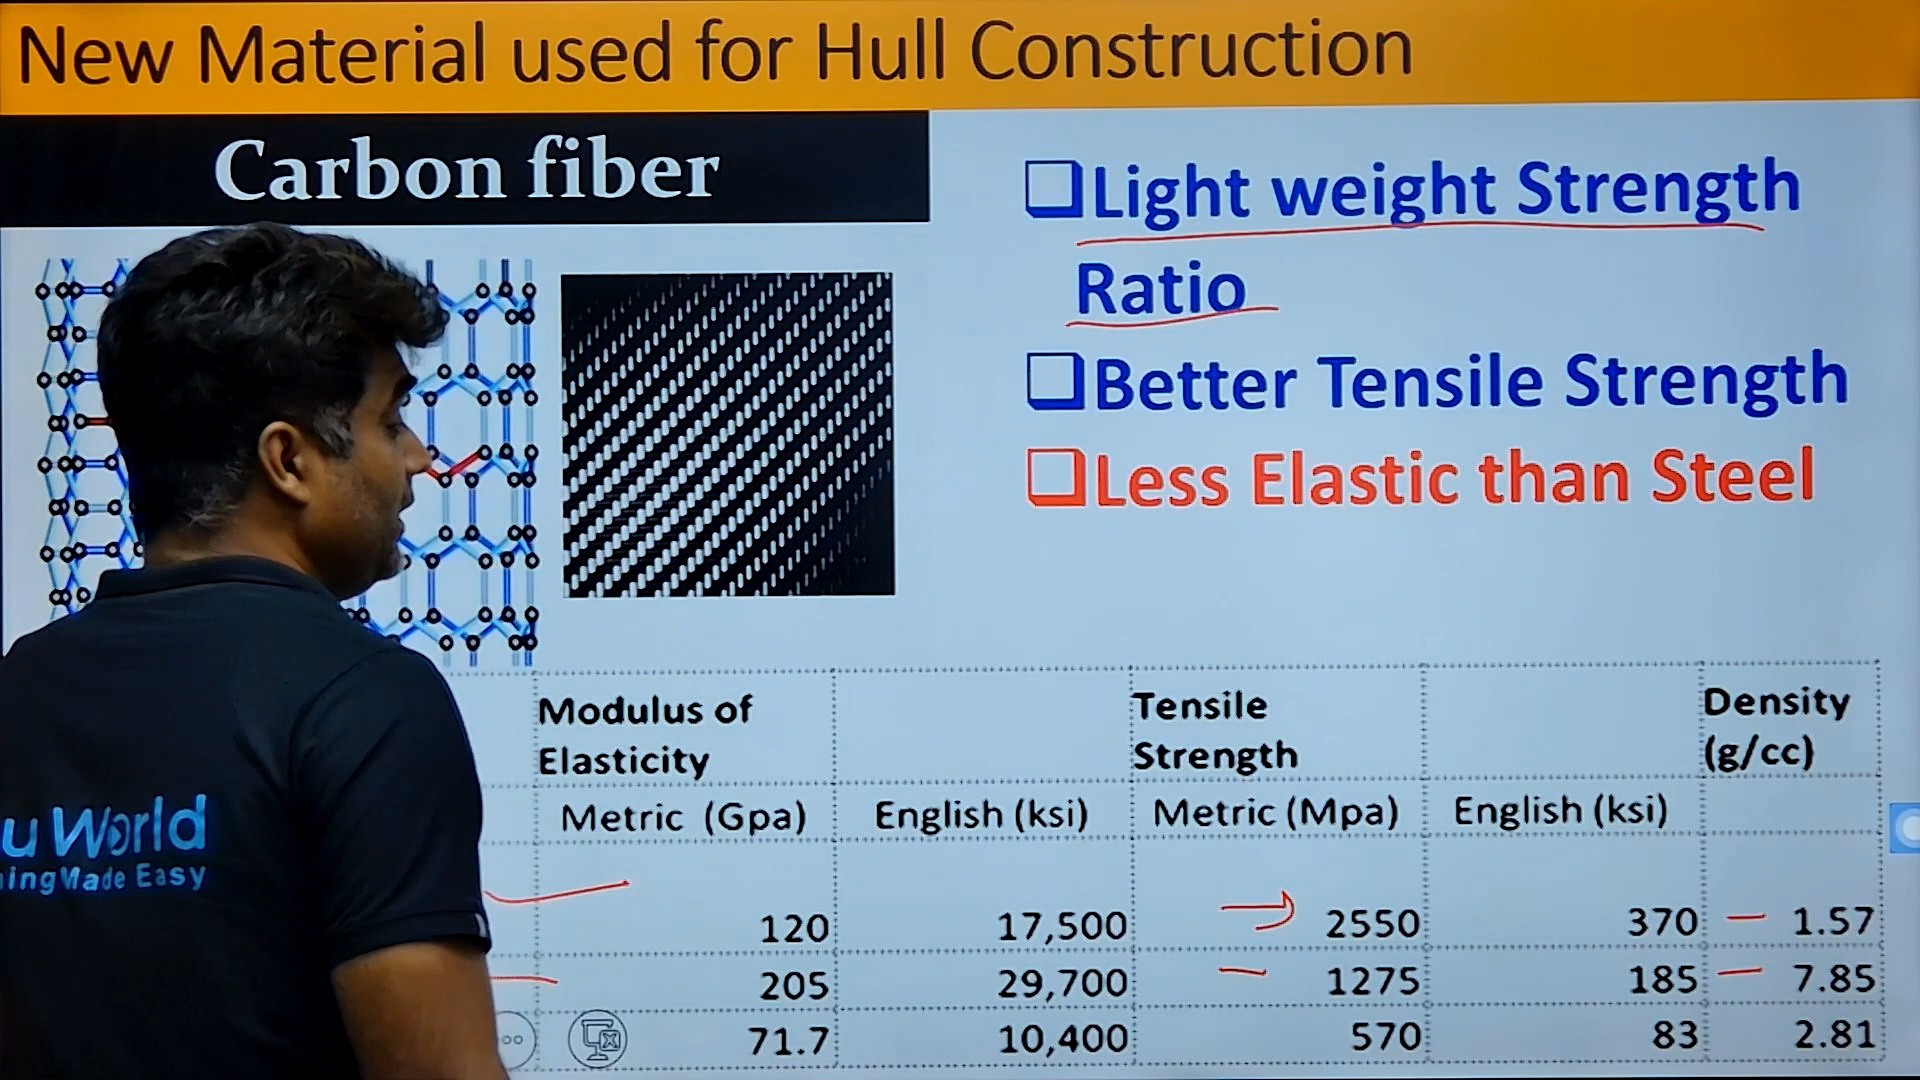 New Material used for Hull Construction
Carbon fiber
Light weight Strength
Ratio
Better Tensile Strength
Less Elastic than Steel
Modulus of
Elasticity
Tensile
Strength
Density
(g/cc)
Metric (Gpa) English (ksi) Metric (Mpa) English (ksi)
120 17,500 2550 370 1.57
205 29,700 1275 185 7.85
71.7 10,400 570 83 2.81
u World
ing Made Easy